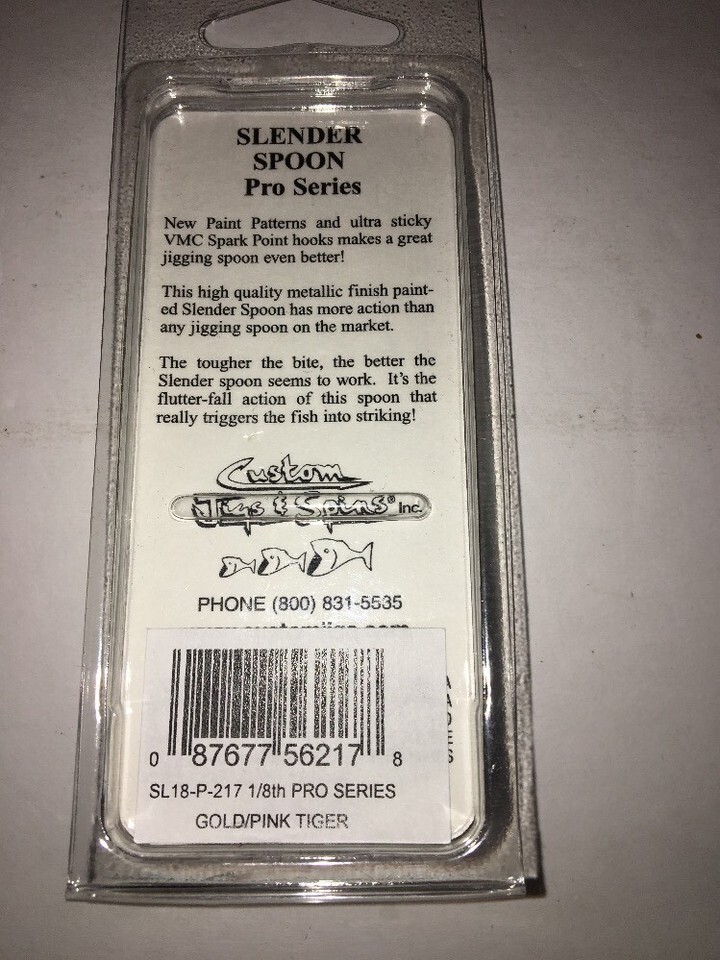 SLENDER
SPOON
Pro Series
New Paint Patterns and ultra sticky
VMC Spark Point hooks makes a great
jigging spoon even better!
This high quality metallic finish paint-
ed Slender Spoon has more action than
any jigging spoon on the market.
The tougher the bite, the better the
Slender spoon seems to work. It's the
flutter-fall action of this spoon that
really triggers the fish into striking!
Custom
Jigs & Spins® Inc.
PHONE (800) 831-5535
0 87677 56217 8
SL18-P-217 1/8th PRO SERIES
GOLD/PINK TIGER